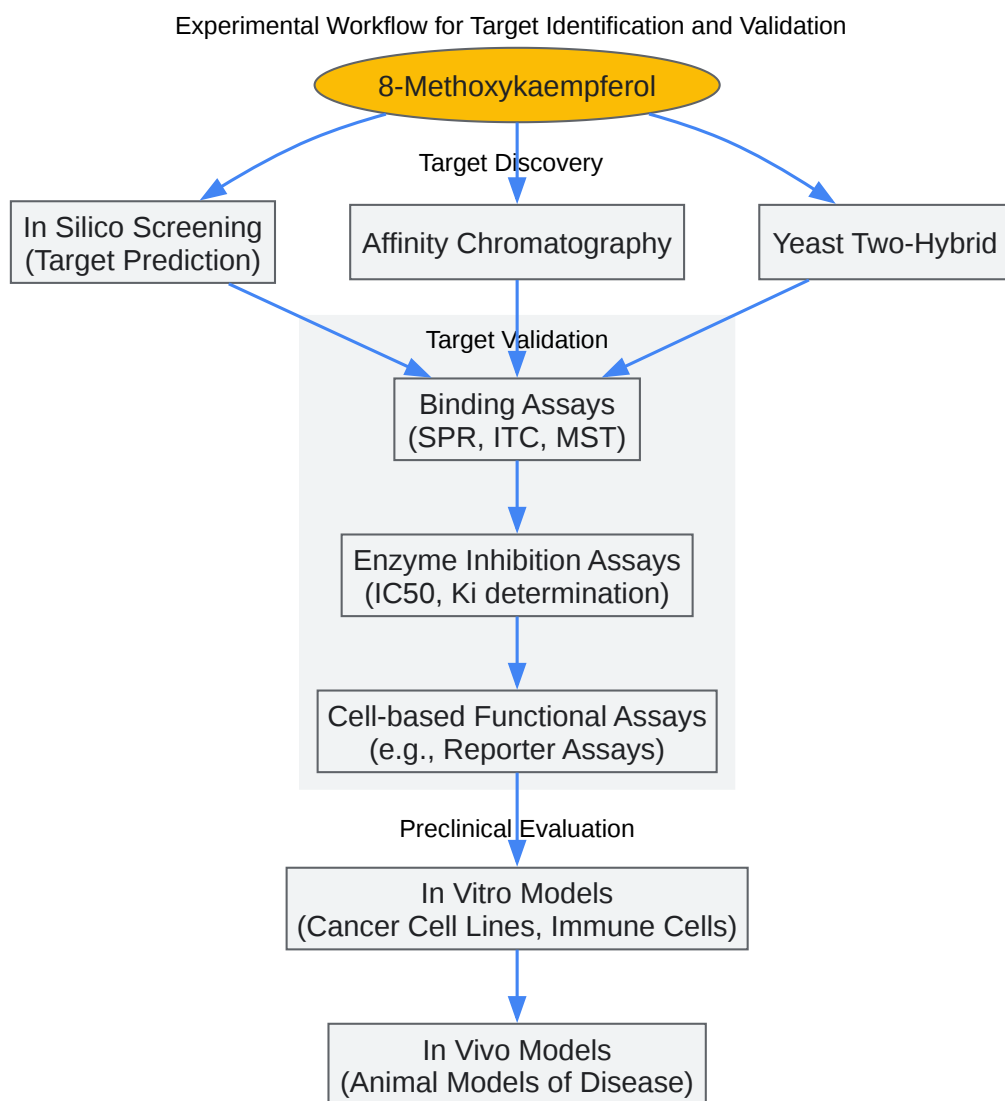 Experimental Workflow for Target Identification and Validation
8-Methoxykaempferol
Target Discovery
In Silico Screening
(Target Prediction)
Affinity Chromatography
Yeast Two-Hybrid
Target Validation
Binding Assays
(SPR, ITC, MST)
Enzyme Inhibition Assays
(IC50, Ki determination)
Cell-based Functional Assays
(e.g., Reporter Assays)
Preclinical Evaluation
In Vitro Models
(Cancer Cell Lines, Immune Cells)
In Vivo Models
(Animal Models of Disease)